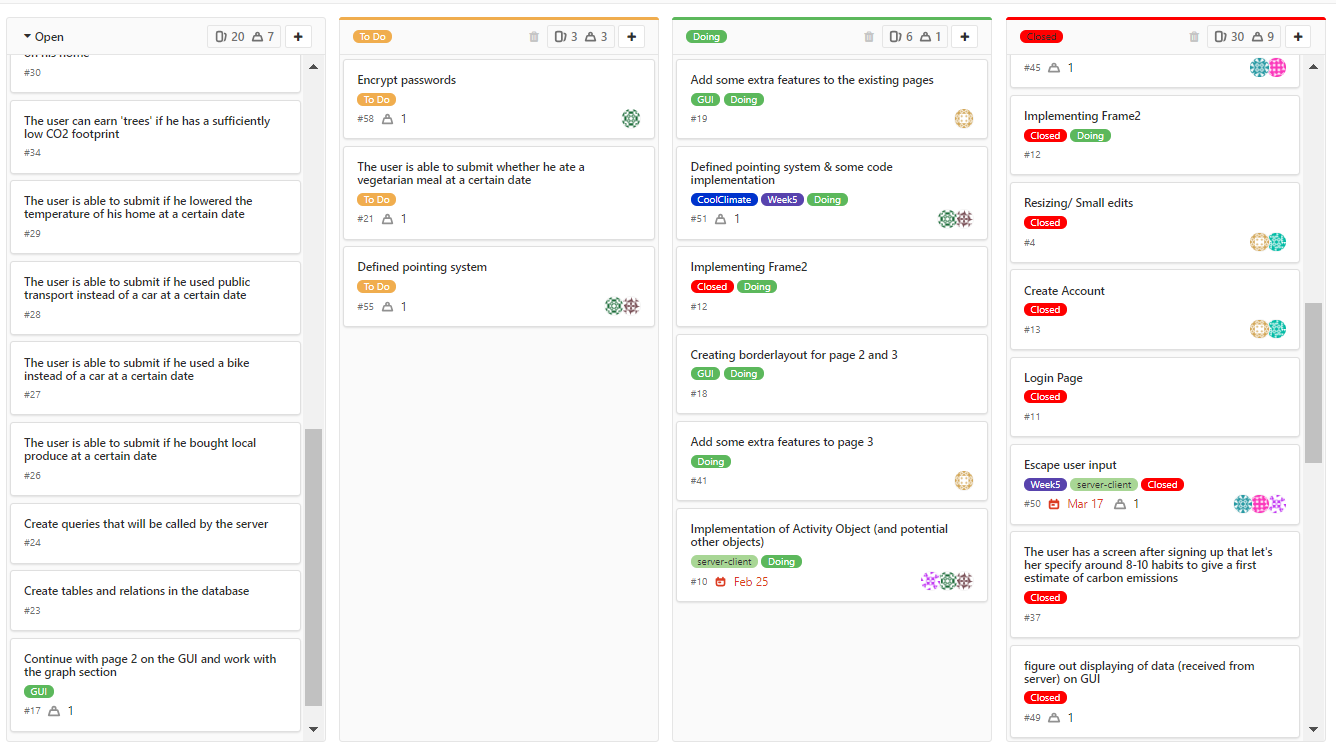 Open
20 7
on his home
#30
The user can earn 'trees' if he has a sufficiently
low CO2 footprint
#34
The user is able to submit if he lowered the
temperature of his home at a certain date
#29
The user is able to submit if he used public
transport instead of a car at a certain date
#28
The user is able to submit if he used a bike
instead of a car at a certain date
#27
The user is able to submit if he bought local
produce at a certain date
#26
Create queries that will be called by the server
#24
Create tables and relations in the database
#23
Continue with page 2 on the GUI and work with
the graph section
GUI
#17 1
To Do
3 3
Encrypt passwords
To Do
#58 1
The user is able to submit whether he ate a
vegetarian meal at a certain date
To Do
#21 1
Defined pointing system
To Do
#55 1
Doing
6 1
Add some extra features to the existing pages
GUI Doing
#19
Defined pointing system & some code
implementation
CoolClimate Week5 Doing
#51 1
Implementing Frame2
Closed Doing
#12
Creating borderlayout for page 2 and 3
GUI Doing
#18
Add some extra features to page 3
Doing
#41
Implementation of Activity Object (and potential
other objects)
server-client Doing
#10 Feb 25
Closed
30 9
#45 1
Implementing Frame2
Closed Doing
#12
Resizing/ Small edits
Closed
#4
Create Account
Closed
#13
Login Page
Closed
#11
Escape user input
Week5 server-client Closed
#50 Mar 17 1
The user has a screen after signing up that let's
her specify around 8-10 habits to give a first
estimate of carbon emissions
Closed
#37
figure out displaying of data (received from
server) on GUI
Closed
#49 1